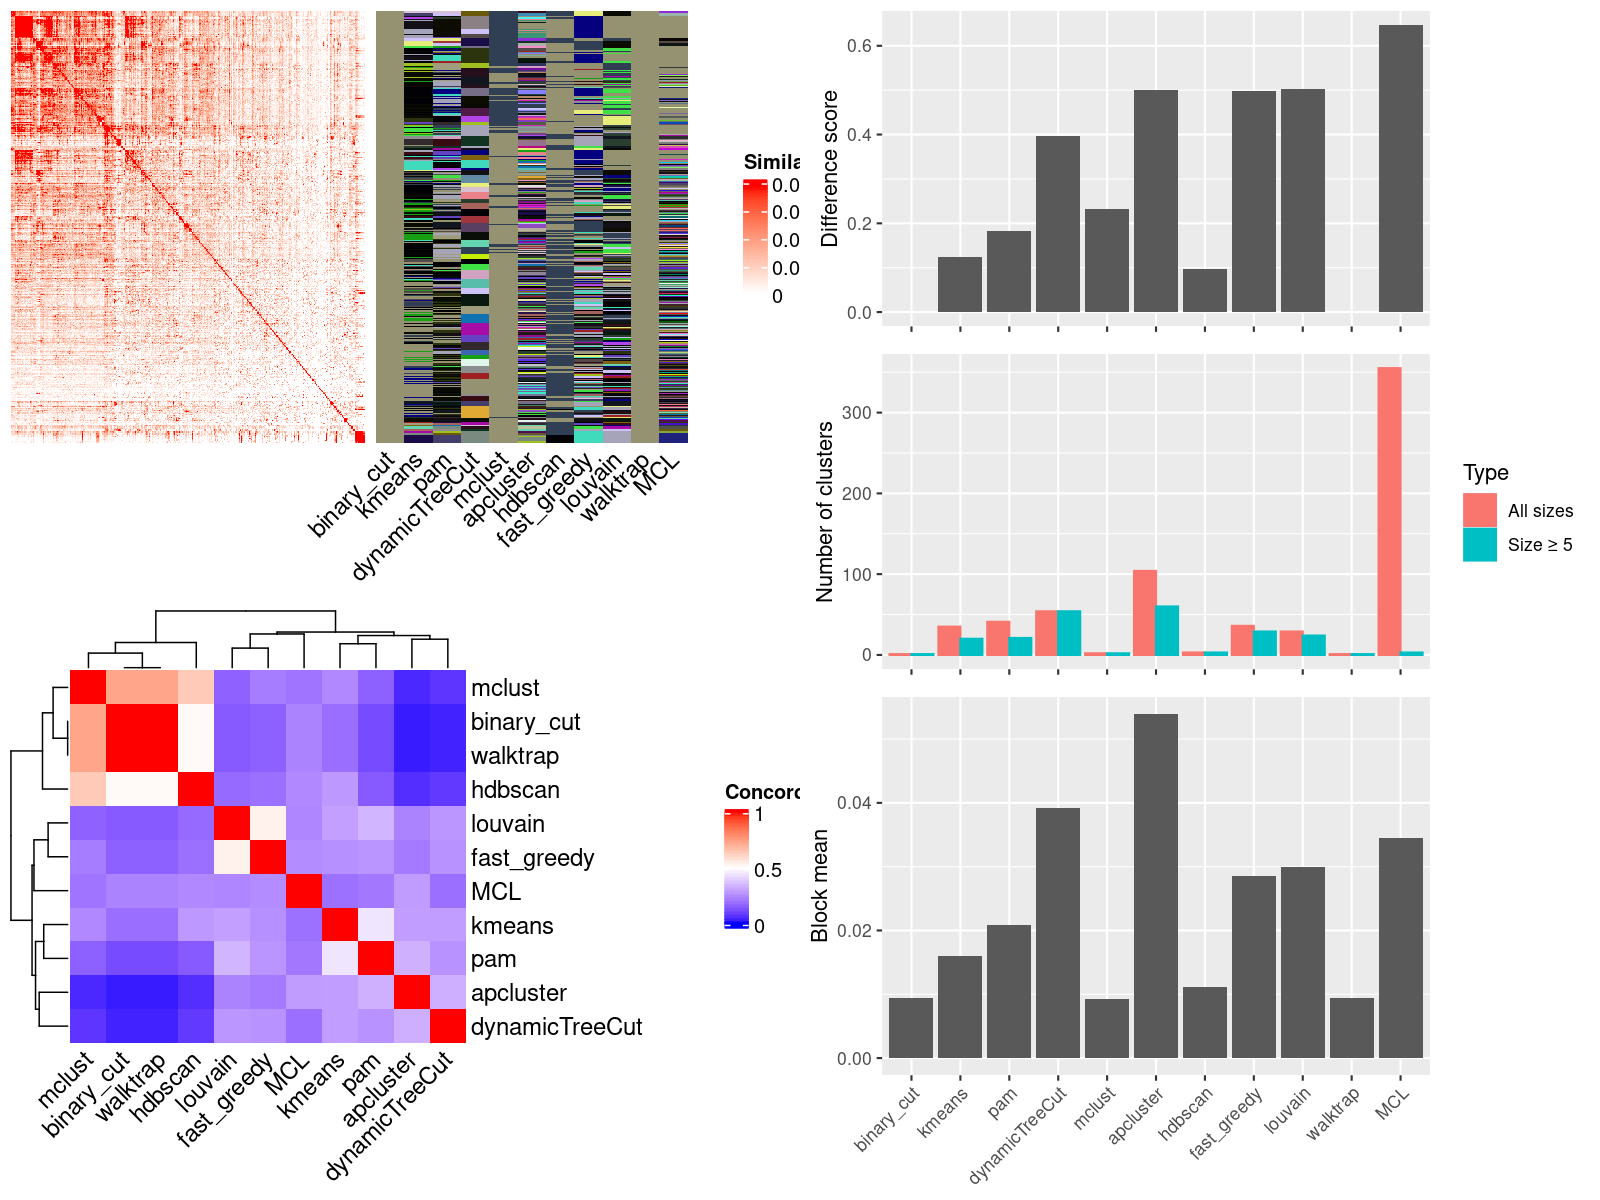 Simila
0.0
0.0
0.0
0.0
0
binary_cut
kmeans
pam
dynamicTreeCut
mclust
apcluster
hdbscan
fast_greedy
louvain
walktrap
MCL
mclust
binary_cut
walktrap
hdbscan
louvain
fast_greedy
MCL
kmeans
pam
apcluster
dynamicTreeCut
Concor
1
0.5
0
mclust
binary_cut
walktrap
hdbscan
louvain
fast_greedy
MCL
kmeans
pam
apcluster
dynamicTreeCut
Difference score
0.6
0.4
0.2
0.0
Number of clusters
300
200
100
0
Type
All sizes
Size ≥ 5
Block mean
0.04
0.02
0.00
binary_cut
kmeans
pam
dynamicTreeCut
mclust
apcluster
hdbscan
fast_greedy
louvain
walktrap
MCL